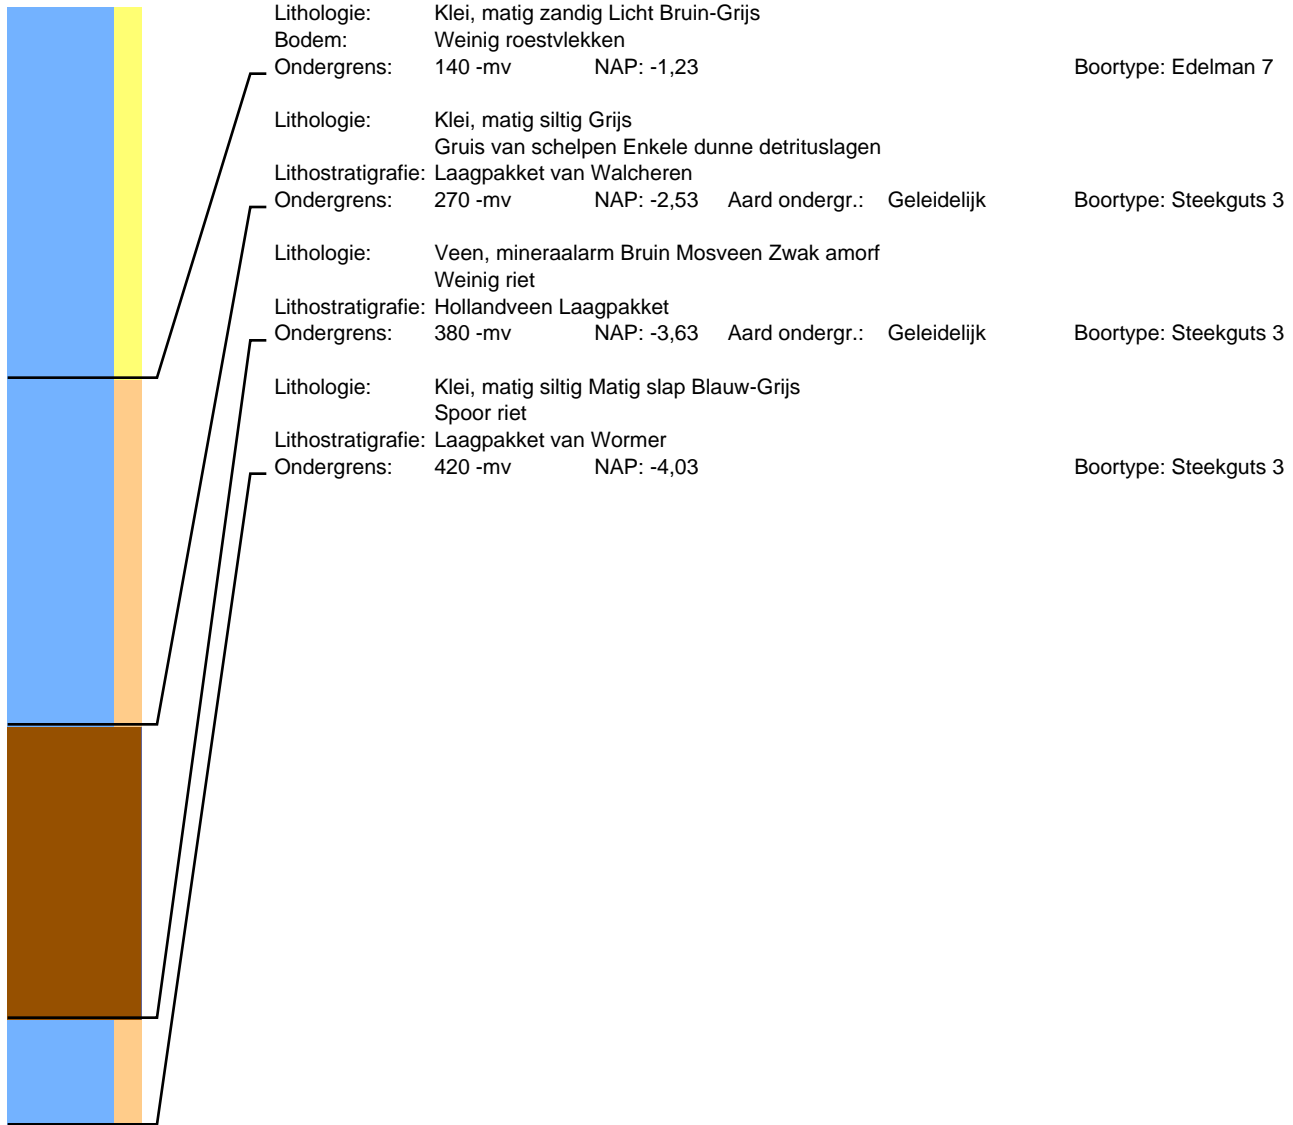 Lithologie: Klei, matig zandig Licht Bruin-Grijs
Bodem: Weinig roestvlekken
Ondergrens: 140 -mv NAP: -1,23 Boortype: Edelman 7
Lithologie: Klei, matig siltig Grijs
Gruis van schelpen Enkele dunne detrituslagen
Lithostratigrafie: Laagpakket van Walcheren
Ondergrens: 270 -mv NAP: -2,53 Aard ondergr.: Geleidelijk Boortype: Steekguts 3
Lithologie: Veen, mineraalarm Bruin Mosveen Zwak amorf
Weinig riet
Lithostratigrafie: Hollandveen Laagpakket
Ondergrens: 380 -mv NAP: -3,63 Aard ondergr.: Geleidelijk Boortype: Steekguts 3
Lithologie: Klei, matig siltig Matig slap Blauw-Grijs
Spoor riet
Lithostratigrafie: Laagpakket van Wormer
Ondergrens: 420 -mv NAP: -4,03 Boortype: Steekguts 3